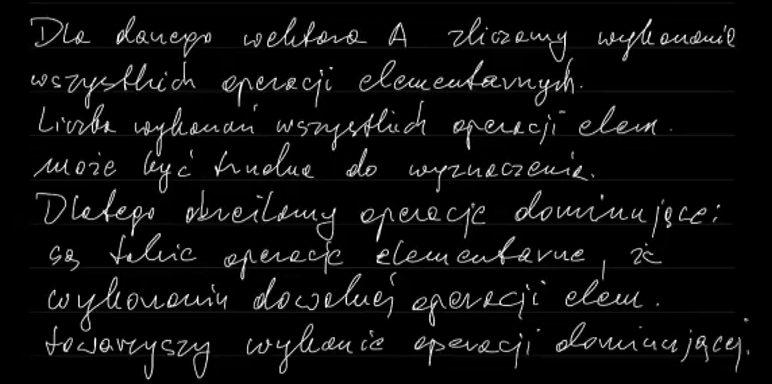 Dla danego wektora A zliczamy wykonanie
wszystkich operacji elementarnych.
Liczba wykonań wszystkich operacji elem.
może być trudna do wyznaczenia.
Dlatego określamy operacje dominujące:
są takie operacje elementarne, że
wykonaniu dowolnej operacji elem.
towarzyszy wykonanie operacji dominującej.